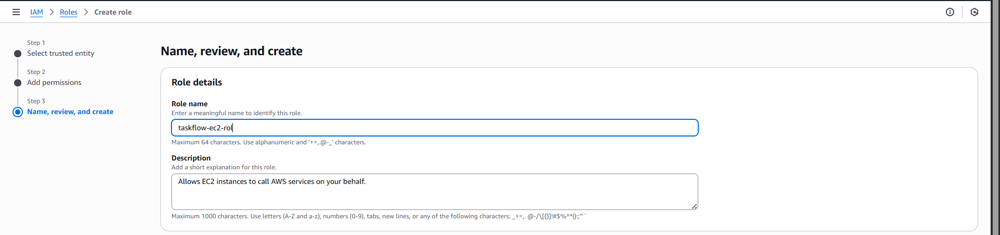 IAM > Roles > Create role
Step 1
Select trusted entity
Step 2
Add permissions
Step 3
Name, review, and create
Name, review, and create
Role details
Role name
Enter a meaningful name to identify this role.
taskflow-ec2-rol
Maximum 64 characters. Use alphanumeric and '+=,.@-_' characters.
Description
Add a short explanation for this role.
Allows EC2 instances to call AWS services on your behalf.
Maximum 1000 characters. Use letters (A-Z and a-z), numbers (0-9), tabs, new lines, or any of the following characters: _+=,. @-/\[{}]!#$%^*();:"'`